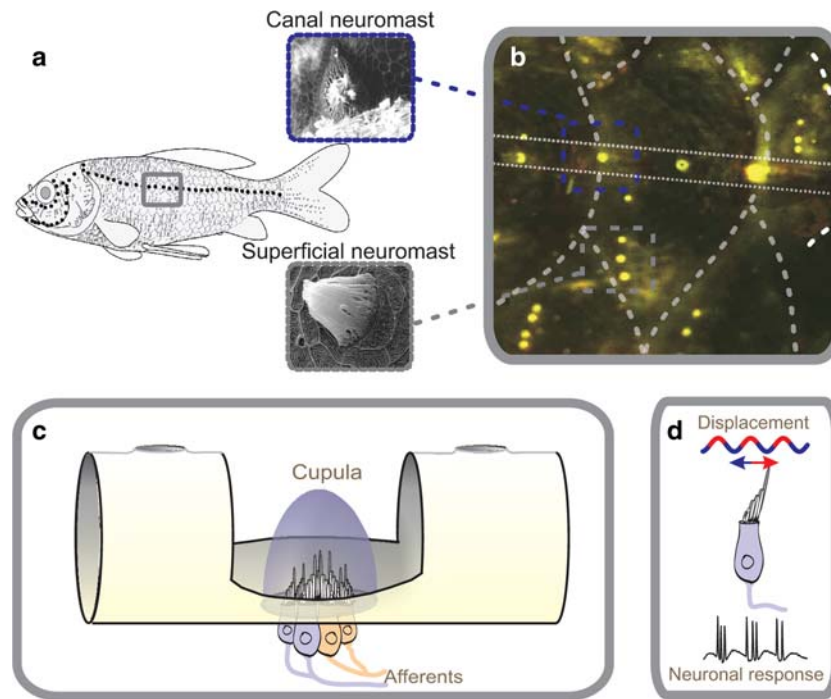 Canal neuromast
a
b
Superficial neuromast
c
Cupula
Afferents
d
Displacement
Neuronal response